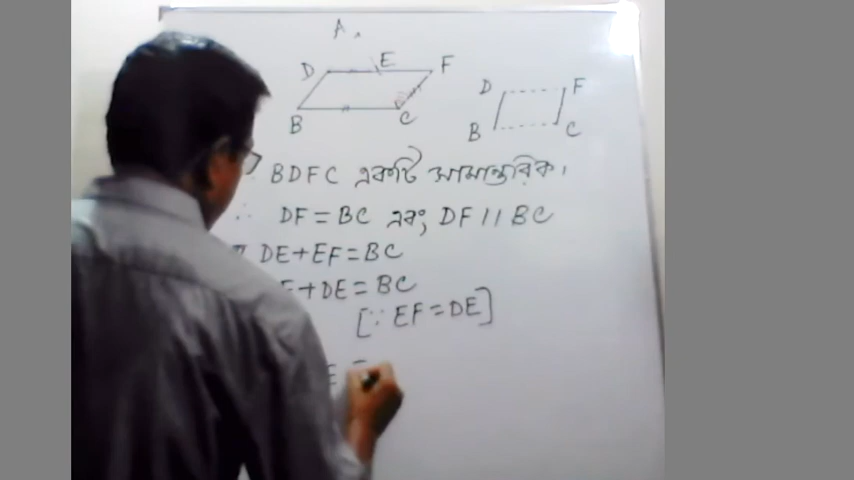 A
D E F
B C
D F
B C
BDFC একটি সামান্তরিক।
∴ DF = BC এবং, DF // BC
DE+EF=BC
+DE=BC
[∵ EF=DE]
E =